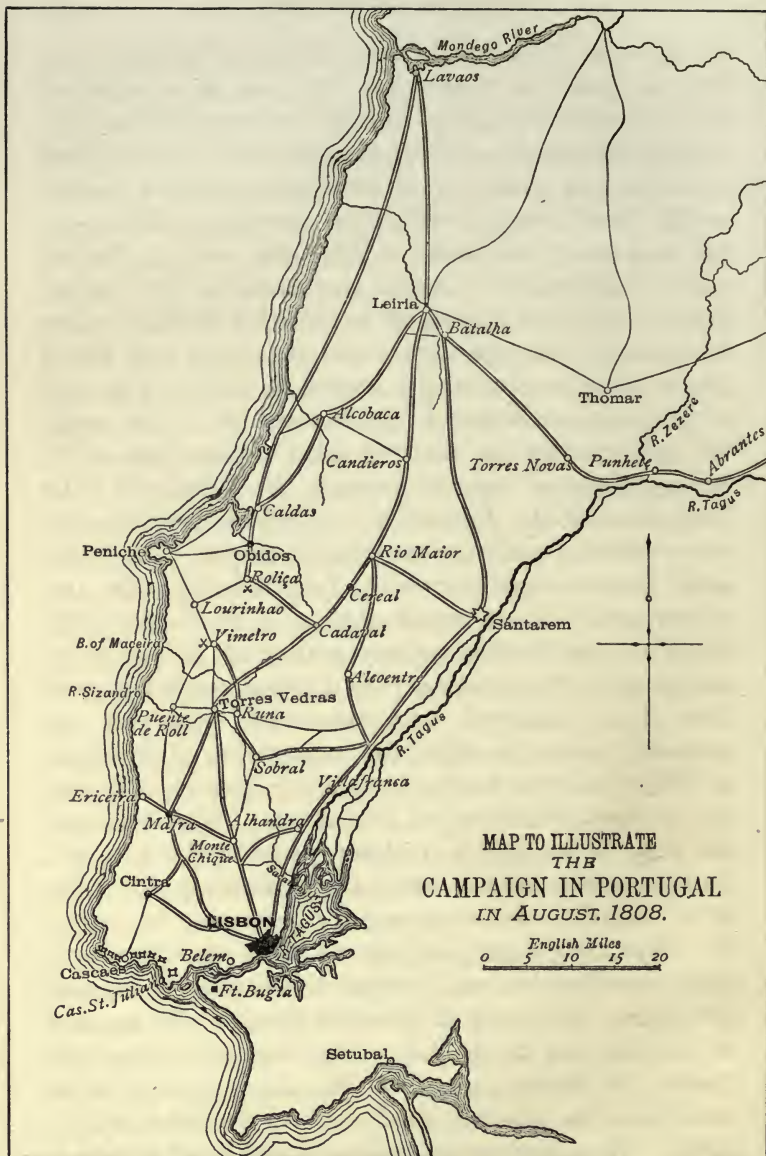 Mondego River
Lavaos
Leiria
Batalha
Thomar
R. Zezere
Alcobaca
Candieros
Torres Novas
Punhete
Abrantes
R. Tagus
Caldas
Peniche
Obidos
Rio Maior
Roliça
Cereal
Lourinhao
Cadaval
Santarem
Vimeiro
B. of Maceira
Alcoentre
R. Sizandro
Torres Vedras
Puente
de Roll
Runa
R. Tagus
Sobral
Villafranca
Ericeira
Mafra
Alhandra
Monte
Chique
Cintra
LISBON
R. TAGUS
Belem
Cascaes
Cas. St. Julian
Ft. Bugia
Setubal
MAP TO ILLUSTRATE
THE
CAMPAIGN IN PORTUGAL
IN AUGUST, 1808.
English Miles
0 5 10 15 20